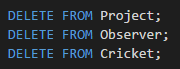 DELETE FROM Project;
DELETE FROM Observer;
DELETE FROM Cricket;